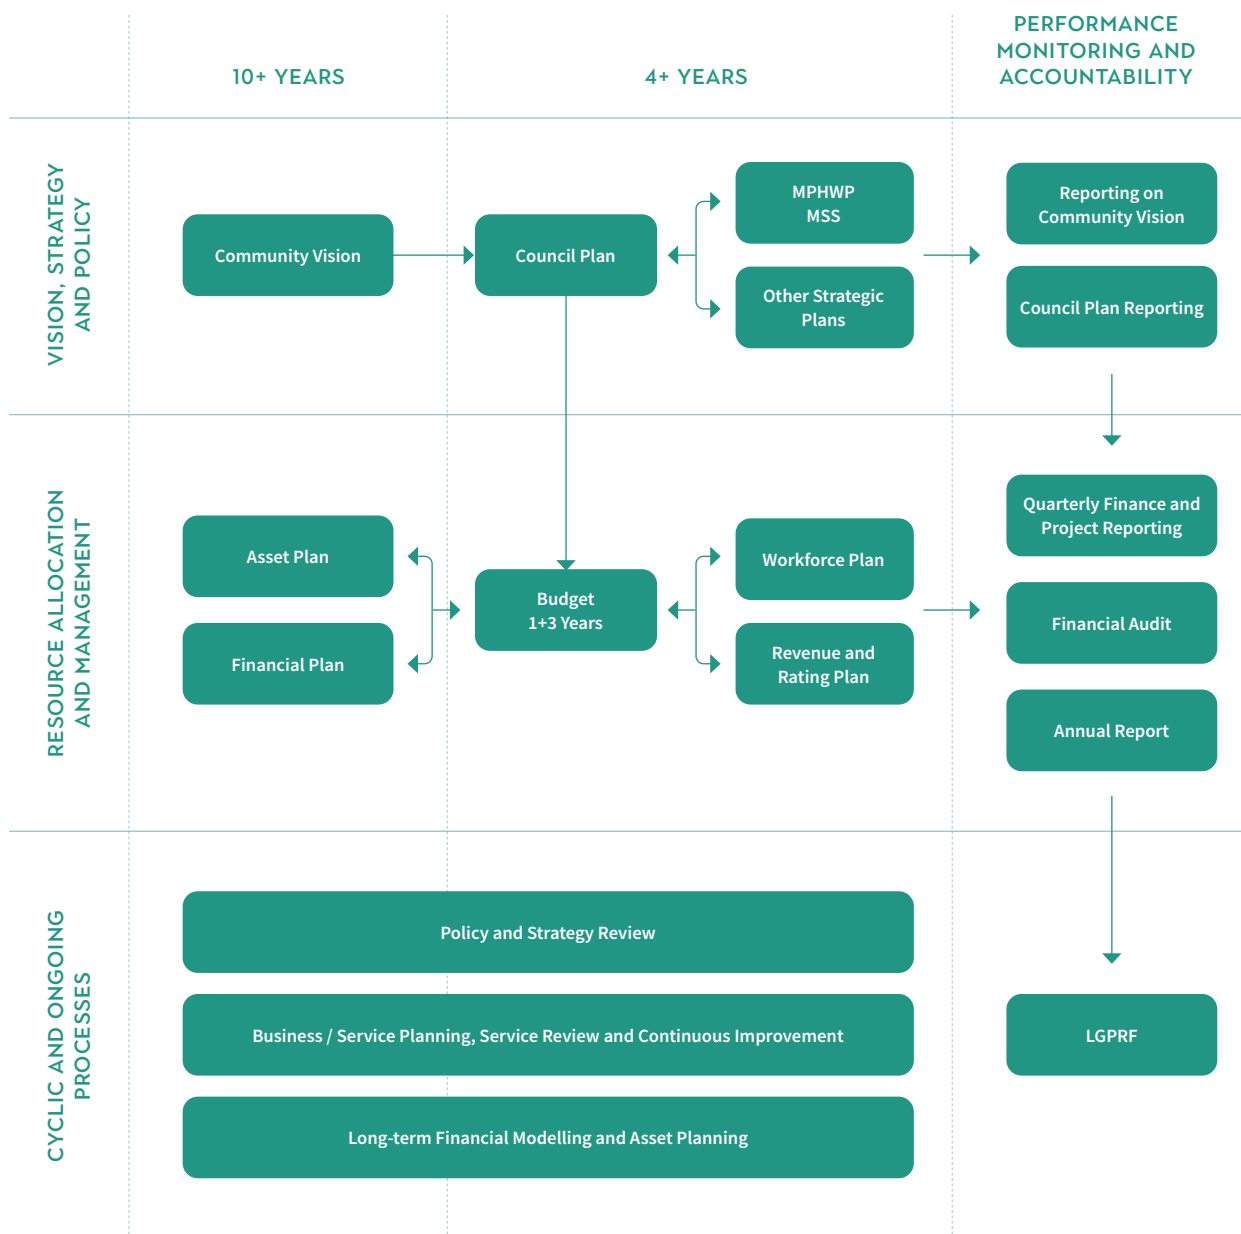 10+ YEARS
4+ YEARS
PERFORMANCE
MONITORING AND
ACCOUNTABILITY
VISION, STRATEGY
AND POLICY
Community Vision
Council Plan
MPHWP
MSS
Other Strategic
Plans
Reporting on
Community Vision
Council Plan Reporting
RESOURCE ALLOCATION
AND MANAGEMENT
Asset Plan
Financial Plan
Budget
1+3 Years
Workforce Plan
Revenue and
Rating Plan
Quarterly Finance and
Project Reporting
Financial Audit
Annual Report
CYCLIC AND ONGOING
PROCESSES
Policy and Strategy Review
Business / Service Planning, Service Review and Continuous Improvement
Long-term Financial Modelling and Asset Planning
LGPRF